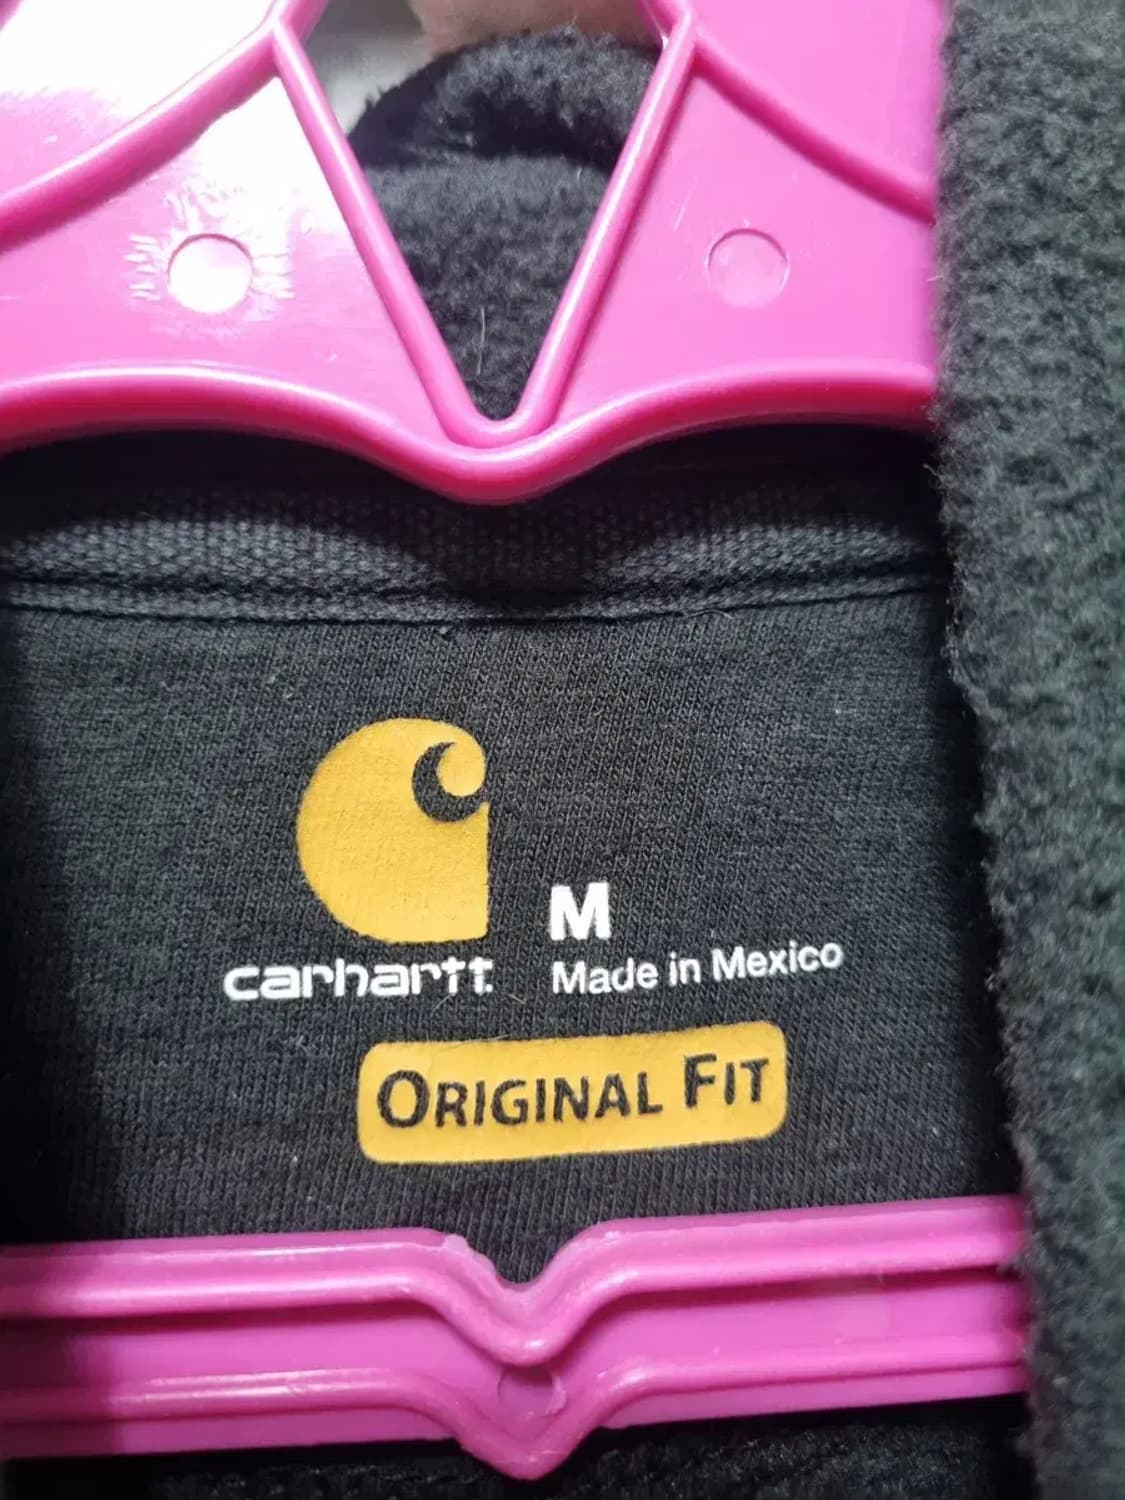 M
carhartt.
Made in Mexico
ORIGINAL FIT